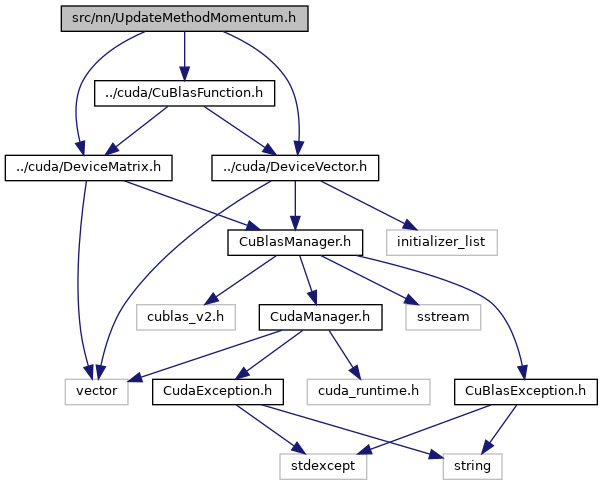 src/nn/UpdateMethodMomentum.h
../cuda/CuBlasFunction.h
../cuda/DeviceMatrix.h
../cuda/DeviceVector.h
CuBlasManager.h
initializer_list
cublas_v2.h
CudaManager.h
sstream
vector
CudaException.h
cuda_runtime.h
CuBlasException.h
stdexcept
string